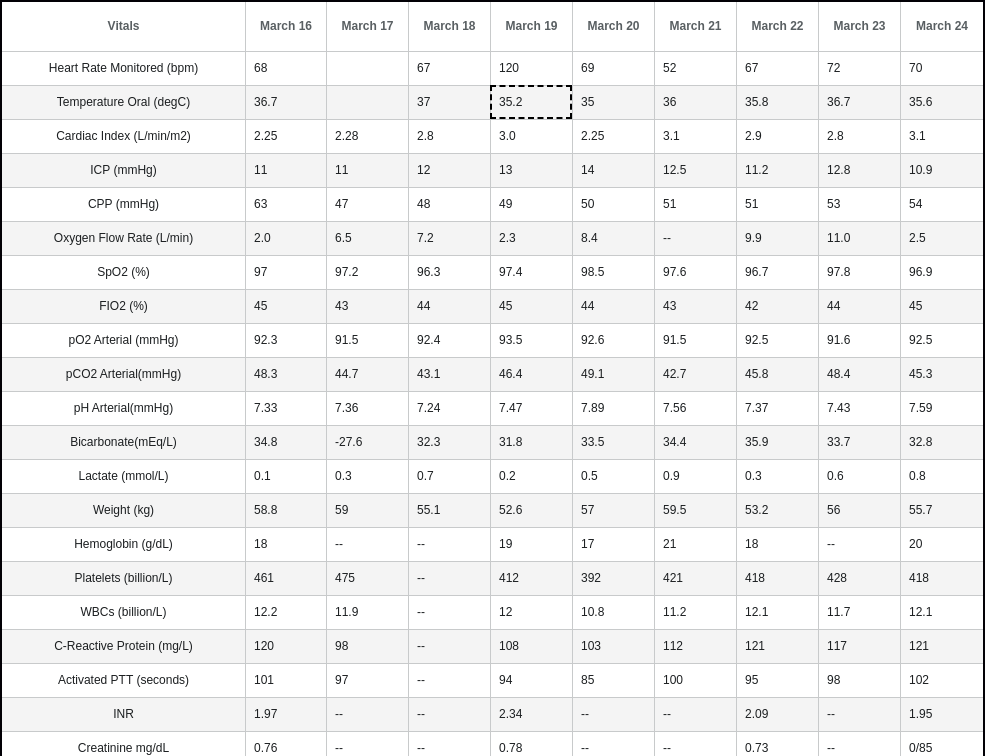 Vitals March 16 March 17 March 18 March 19 March 20 March 21 March 22 March 23 March 24
Heart Rate Monitored (bpm) 68 67 120 69 52 67 72 70
Temperature Oral (degC) 36.7 37 35.2 35 36 35.8 36.7 35.6
Cardiac Index (L/min/m2) 2.25 2.28 2.8 3.0 2.25 3.1 2.9 2.8 3.1
ICP (mmHg) 11 11 12 13 14 12.5 11.2 12.8 10.9
CPP (mmHg) 63 47 48 49 50 51 51 53 54
Oxygen Flow Rate (L/min) 2.0 6.5 7.2 2.3 8.4 -- 9.9 11.0 2.5
SpO2 (%) 97 97.2 96.3 97.4 98.5 97.6 96.7 97.8 96.9
FIO2 (%) 45 43 44 45 44 43 42 44 45
pO2 Arterial (mmHg) 92.3 91.5 92.4 93.5 92.6 91.5 92.5 91.6 92.5
pCO2 Arterial(mmHg) 48.3 44.7 43.1 46.4 49.1 42.7 45.8 48.4 45.3
pH Arterial(mmHg) 7.33 7.36 7.24 7.47 7.89 7.56 7.37 7.43 7.59
Bicarbonate(mEq/L) 34.8 -27.6 32.3 31.8 33.5 34.4 35.9 33.7 32.8
Lactate (mmol/L) 0.1 0.3 0.7 0.2 0.5 0.9 0.3 0.6 0.8
Weight (kg) 58.8 59 55.1 52.6 57 59.5 53.2 56 55.7
Hemoglobin (g/dL) 18 -- -- 19 17 21 18 -- 20
Platelets (billion/L) 461 475 -- 412 392 421 418 428 418
WBCs (billion/L) 12.2 11.9 -- 12 10.8 11.2 12.1 11.7 12.1
C-Reactive Protein (mg/L) 120 98 -- 108 103 112 121 117 121
Activated PTT (seconds) 101 97 -- 94 85 100 95 98 102
INR 1.97 -- -- 2.34 -- -- 2.09 -- 1.95
Creatinine mg/dL 0.76 -- -- 0.78 -- -- 0.73 -- 0/85